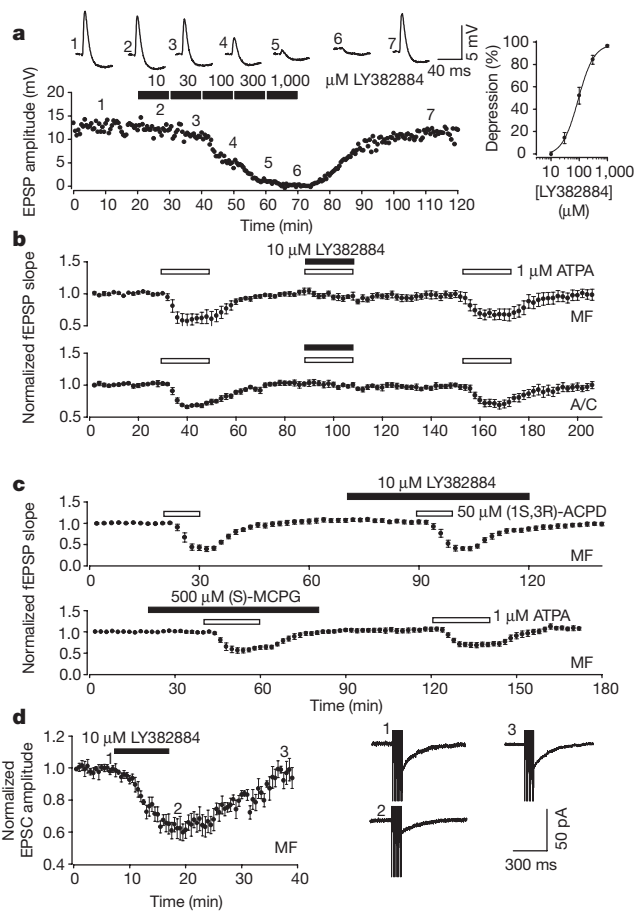 a
1 2 3 4 5 6 7
5 mV
40 ms
10 30 100 300 1,000 μM LY382884
EPSP amplitude (mV)
20
15
10
5
0
1 2 3 4 5 6 7
0 10 20 30 40 50 60 70 80 90 100 110 120
Time (min)
Depression (%)
100
80
60
40
20
0
10 100 1,000
[LY382884]
(μM)
b
10 μM LY382884
1 μM ATPA
Normalized fEPSP slope
1.5
1.0
0.5
MF
1.5
1.0
0.5
A/C
0 20 40 60 80 100 120 140 160 180 200
c
10 μM LY382884
50 μM (1S,3R)-ACPD
Normalized fEPSP slope
1.5
1.0
0.5
0.0
MF
0 30 60 90 120
500 μM (S)-MCPG
1 μM ATPA
1.5
1.0
0.5
0.0
MF
0 30 60 90 120 150 180
Time (min)
d
10 μM LY382884
Normalized
EPSC amplitude
1.2
1.0
0.8
0.6
0.4
1 2 3
MF
0 10 20 30 40
Time (min)
1 3
2
50 pA
300 ms